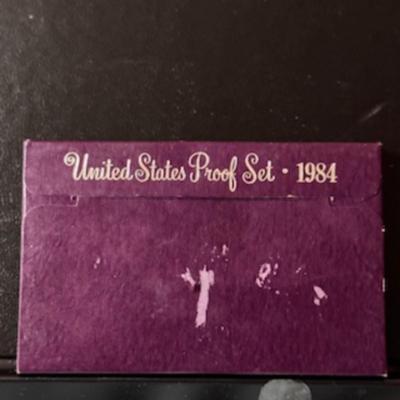 United States Proof Set · 1984